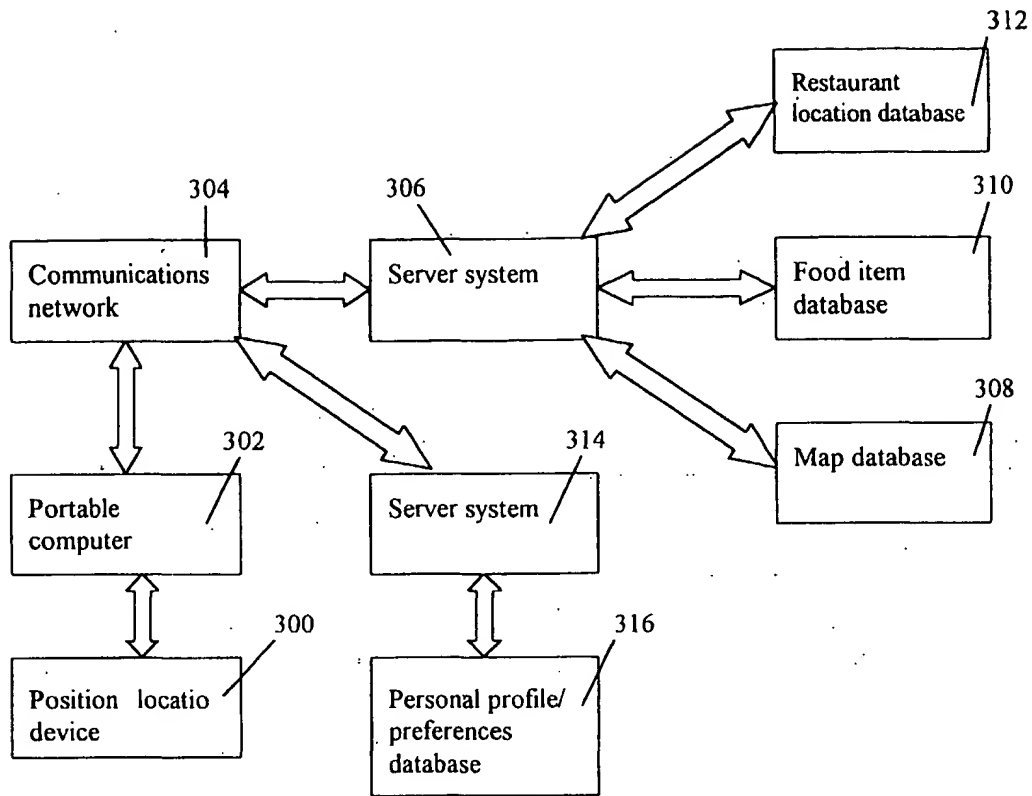 312
Restaurant
location database
304
306
310
Communications
network
Server system
Food item
database
308
302
314
Map database
Portable
computer
Server system
300
316
Position locatio
device
Personal profile/
preferences
database